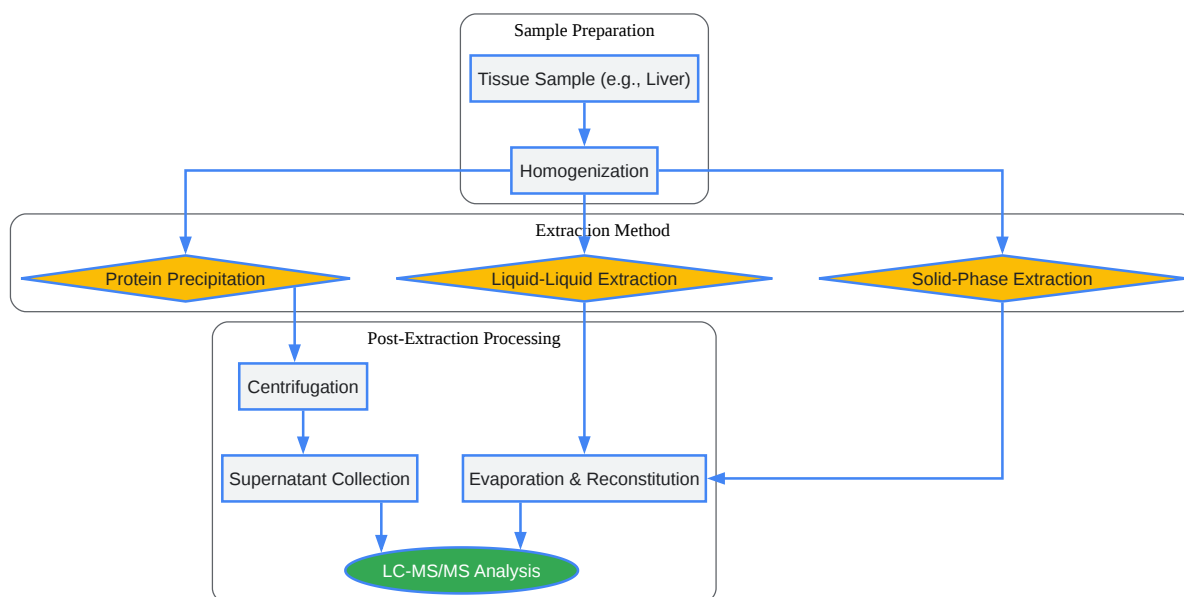 Sample Preparation
Tissue Sample (e.g., Liver)
Homogenization
Extraction Method
Protein Precipitation
Liquid-Liquid Extraction
Solid-Phase Extraction
Post-Extraction Processing
Centrifugation
Supernatant Collection
Evaporation & Reconstitution
LC-MS/MS Analysis